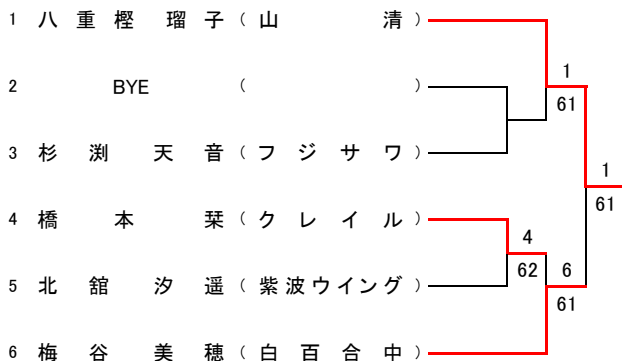 1 八重樫 瑠子 ( 山 清 )
1
2 BYE ( )
61
3 杉渕 天音 ( フジサワ )
1
61
4 橋本 栞 ( クレイル )
4
62
6
5 北舘 汐遥 ( 紫波ウイング )
61
6 梅谷 美穂 ( 白百合中 )